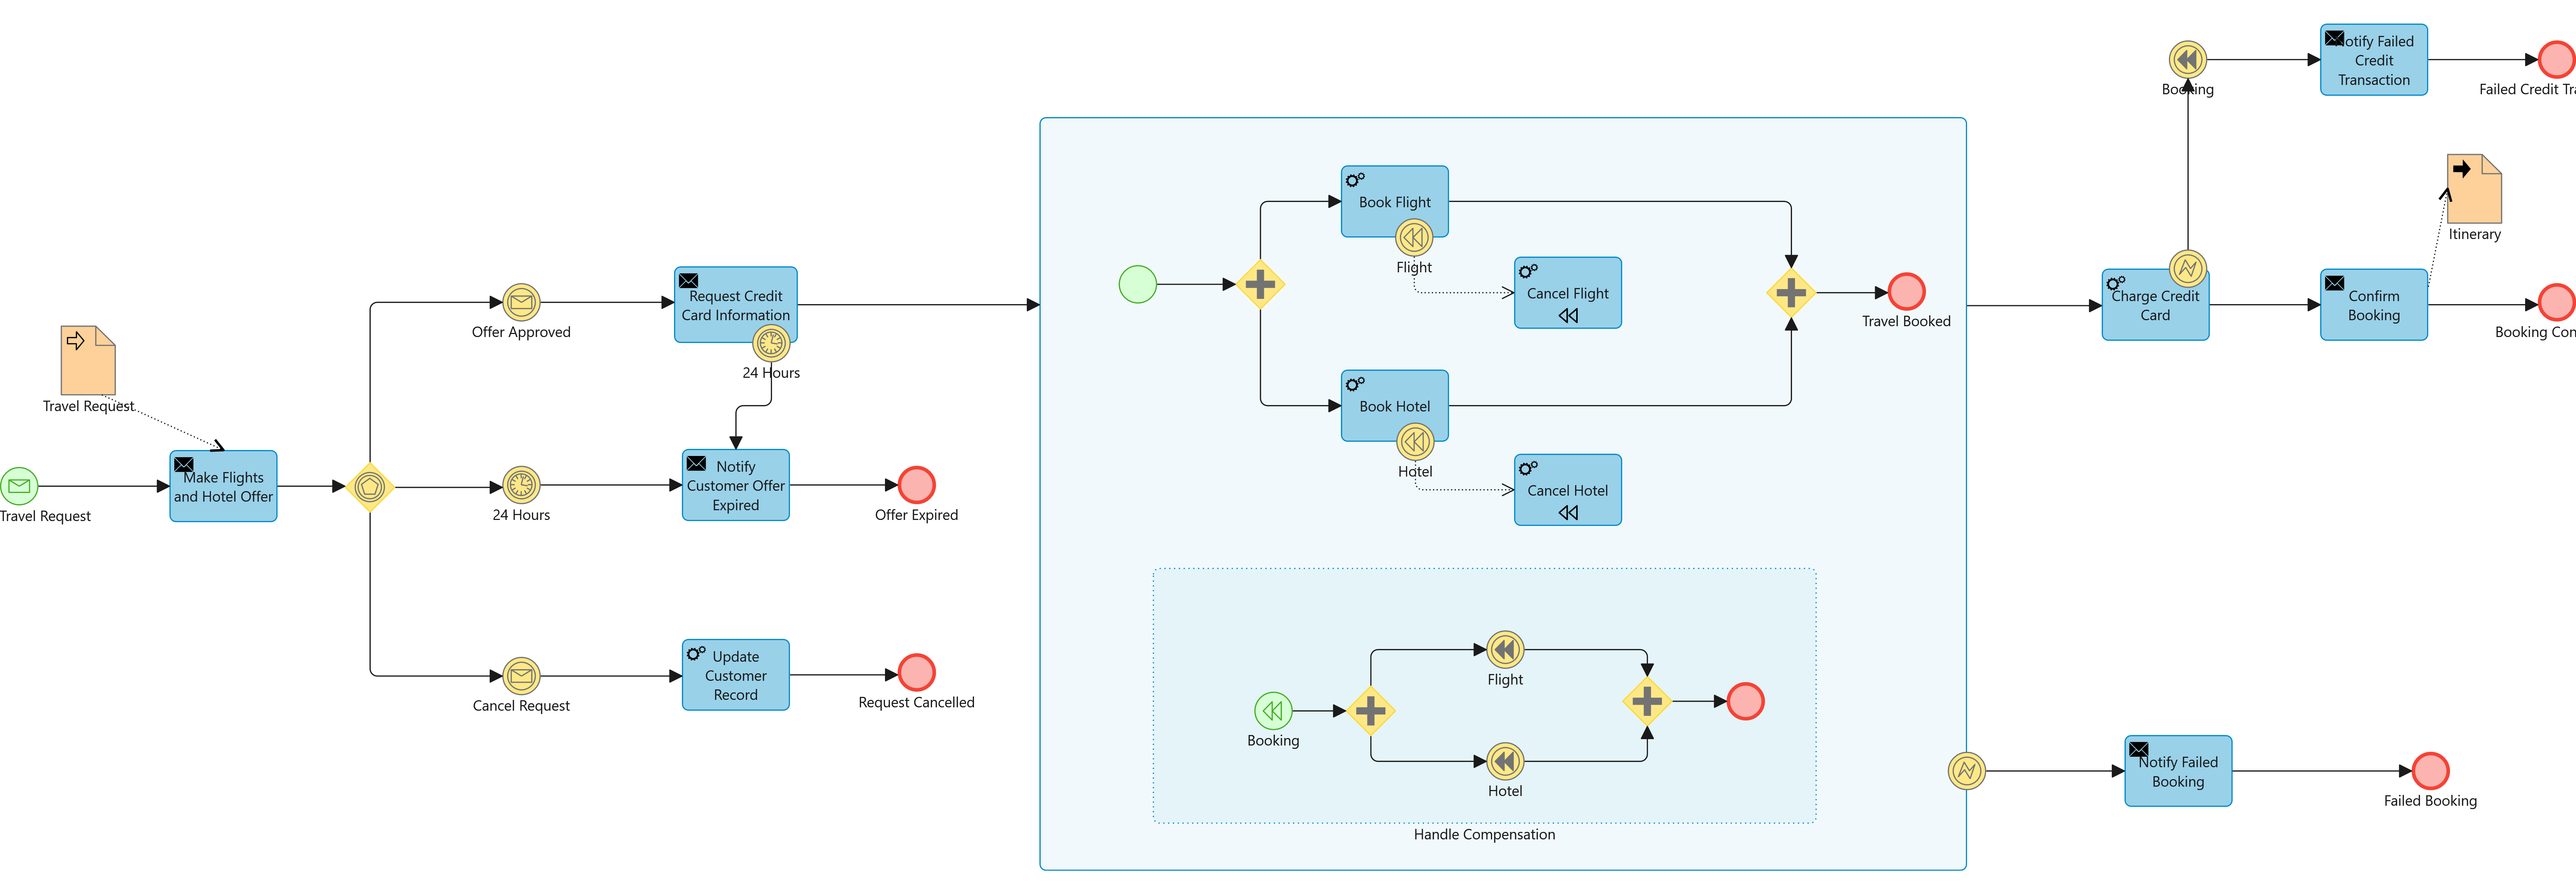 Travel Request
Travel Request
Make Flights
and Hotel Offer
Offer Approved
24 Hours
Cancel Request
Request Credit
Card Information
24 Hours
Notify
Customer Offer
Expired
Offer Expired
Update
Customer
Record
Request Cancelled
Book Flight
Flight
Cancel Flight
Book Hotel
Hotel
Cancel Hotel
Travel Booked
Booking
Flight
Hotel
Handle Compensation
Booking
Notify Failed
Credit
Transaction
Failed Credit Tra
Itinerary
Charge Credit
Card
Confirm
Booking
Booking Con
Notify Failed
Booking
Failed Booking